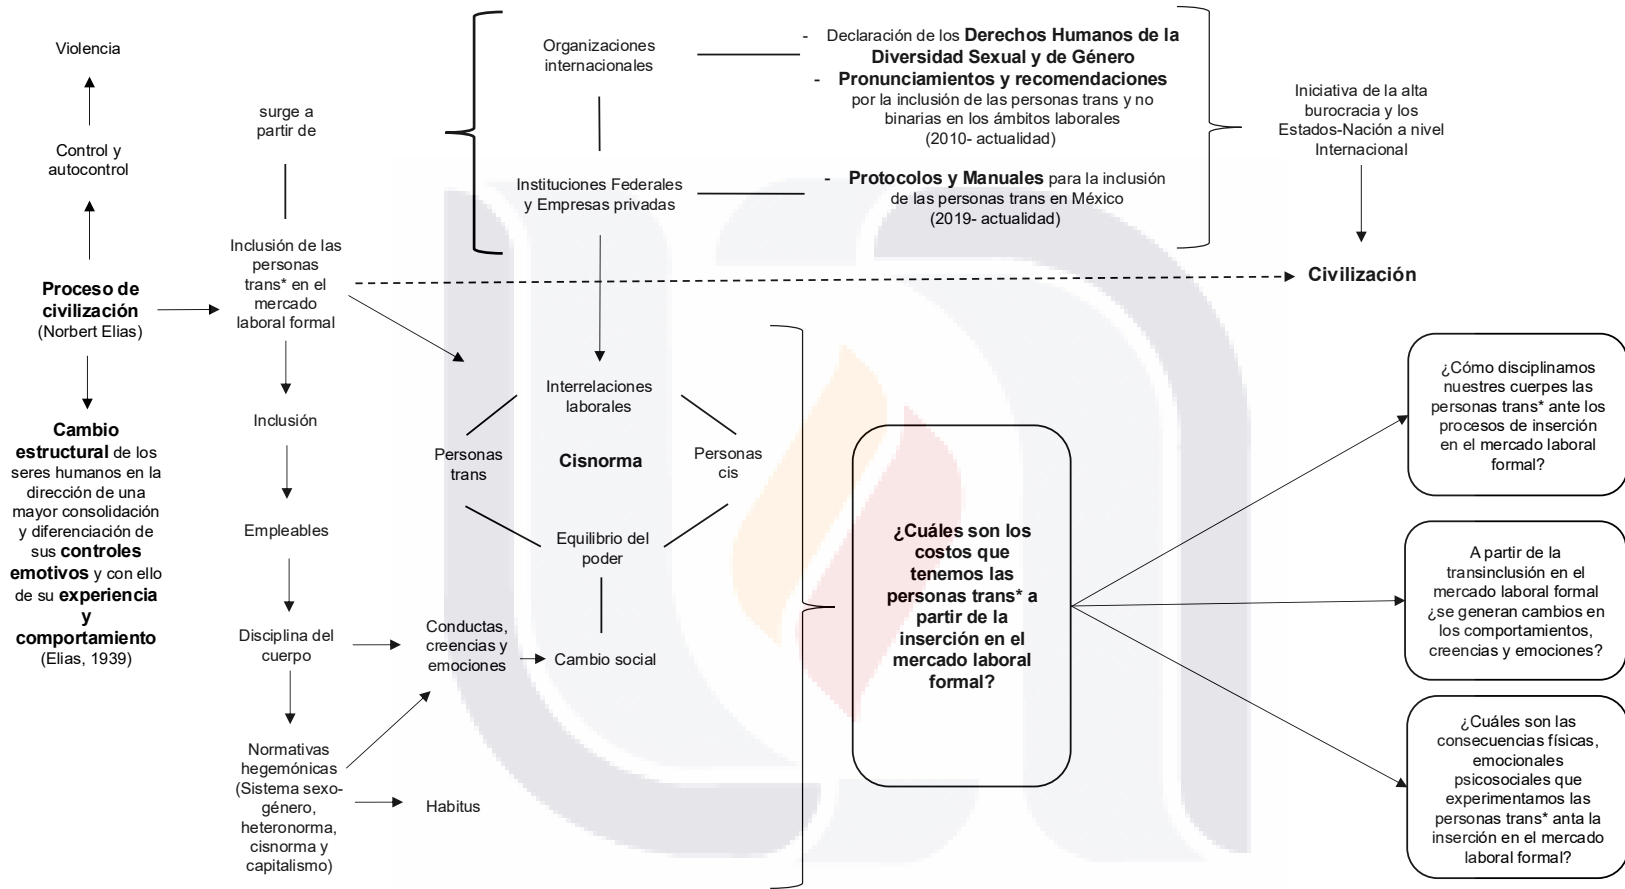 Violencia
Control y
autocontrol
Proceso de
civilización
(Norbert Elias)
Cambio
estructural de los
seres humanos en la
dirección de una
mayor consolidación
y diferenciación de
sus controles
emotivos y con ello
de su experiencia
y
comportamiento
(Elias, 1939)
surge a
partir de
Inclusión de las
personas
trans* en el
mercado
laboral formal
Inclusión
Empleables
Disciplina del
cuerpo
Normativas
hegemónicas
(Sistema sexo-
género,
heteronorma,
cisnorma y
capitalismo)
Conductas,
creencias y
emociones
Habitus
Organizaciones
internacionales
Instituciones Federales
y Empresas privadas
- Declaración de los Derechos Humanos de la
Diversidad Sexual y de Género
- Pronunciamientos y recomendaciones
por la inclusión de las personas trans y no
binarias en los ámbitos laborales
(2010- actualidad)
- Protocolos y Manuales para la inclusión
de las personas trans en México
(2019- actualidad)
Iniciativa de la alta
burocracia y los
Estados-Nación a nivel
Internacional
Civilización
Interrelaciones
laborales
Personas
trans
Cisnorma
Personas
cis
Equilibrio del
poder
Cambio social
¿Cuáles son los
costos que
tenemos las
personas trans* a
partir de la
inserción en el
mercado laboral
formal?
¿Cómo disciplinamos
nuestres cuerpes las
personas trans* ante los
procesos de inserción
en el mercado laboral
formal?
A partir de la
transinclusión en el
mercado laboral formal
¿se generan cambios en
los comportamientos,
creencias y emociones?
¿Cuáles son las
consecuencias físicas,
emocionales
psicosociales que
experimentamos las
personas trans* anta la
inserción en el mercado
laboral formal?